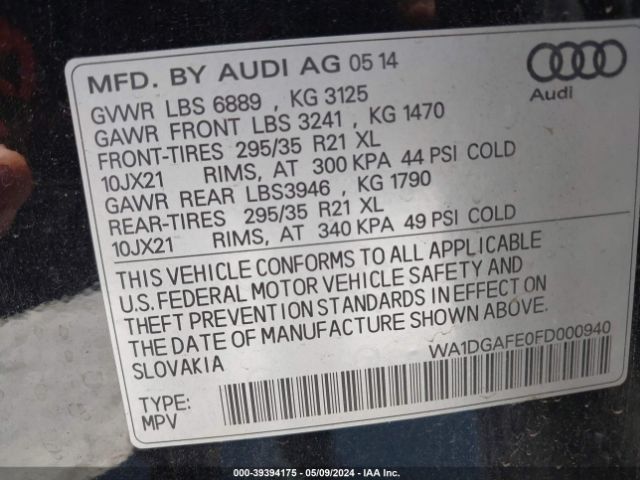 MFD. BY AUDI AG 05 14
Audi
GVWR LBS 6889 , KG 3125
GAWR FRONT LBS 3241 , KG 1470
FRONT-TIRES 295/35 R21 XL
10JX21 RIMS, AT 300 KPA 44 PSI COLD
GAWR REAR LBS3946 , KG 1790
REAR-TIRES 295/35 R21 XL
10JX21 RIMS, AT 340 KPA 49 PSI COLD
THIS VEHICLE CONFORMS TO ALL APPLICABLE
U.S. FEDERAL MOTOR VEHICLE SAFETY AND
THEFT PREVENTION STANDARDS IN EFFECT ON
THE DATE OF MANUFACTURE SHOWN ABOVE.
SLOVAKIA
WA1DGAFE0FD000940
TYPE:
MPV
000-39394175 - 05/09/2024 - IAA Inc.